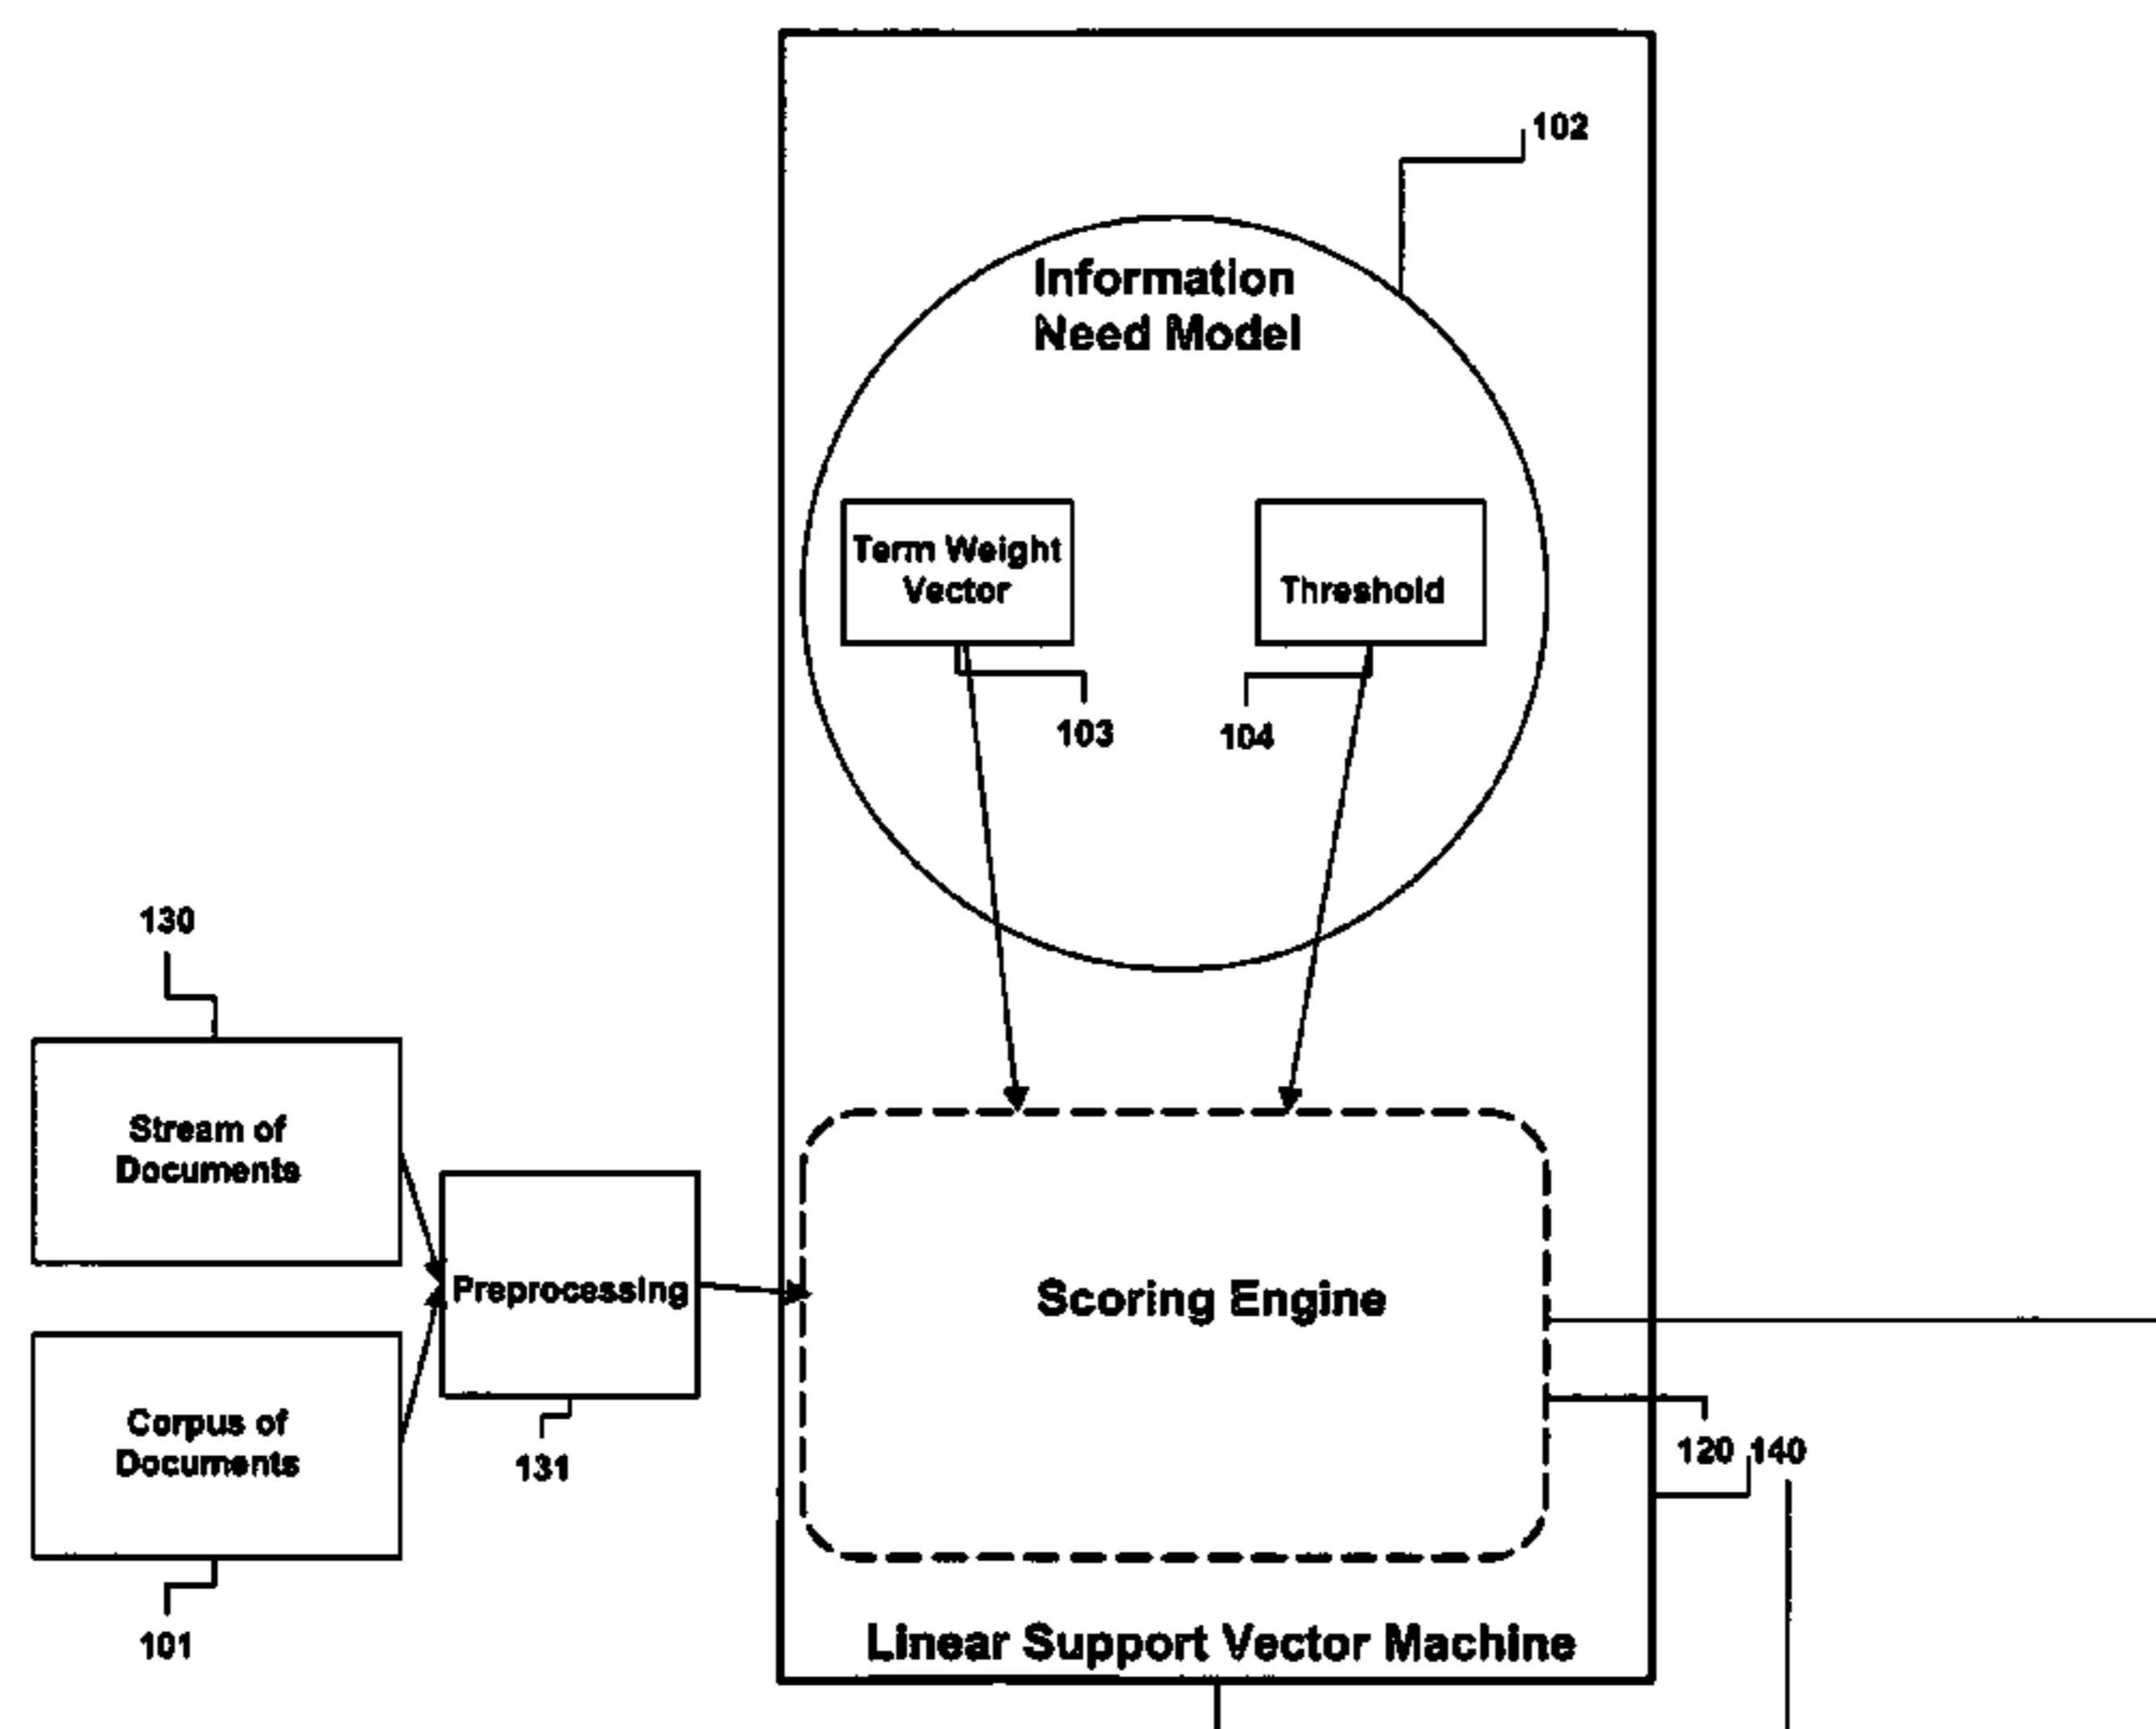 102
Information
Need Model
Term Weight
Vector
Threshold
103
104
130
Stream of
Documents
Preprocessing
Scoring Engine
Corpus of
Documents
131
120
140
101
Linear Support Vector Machine